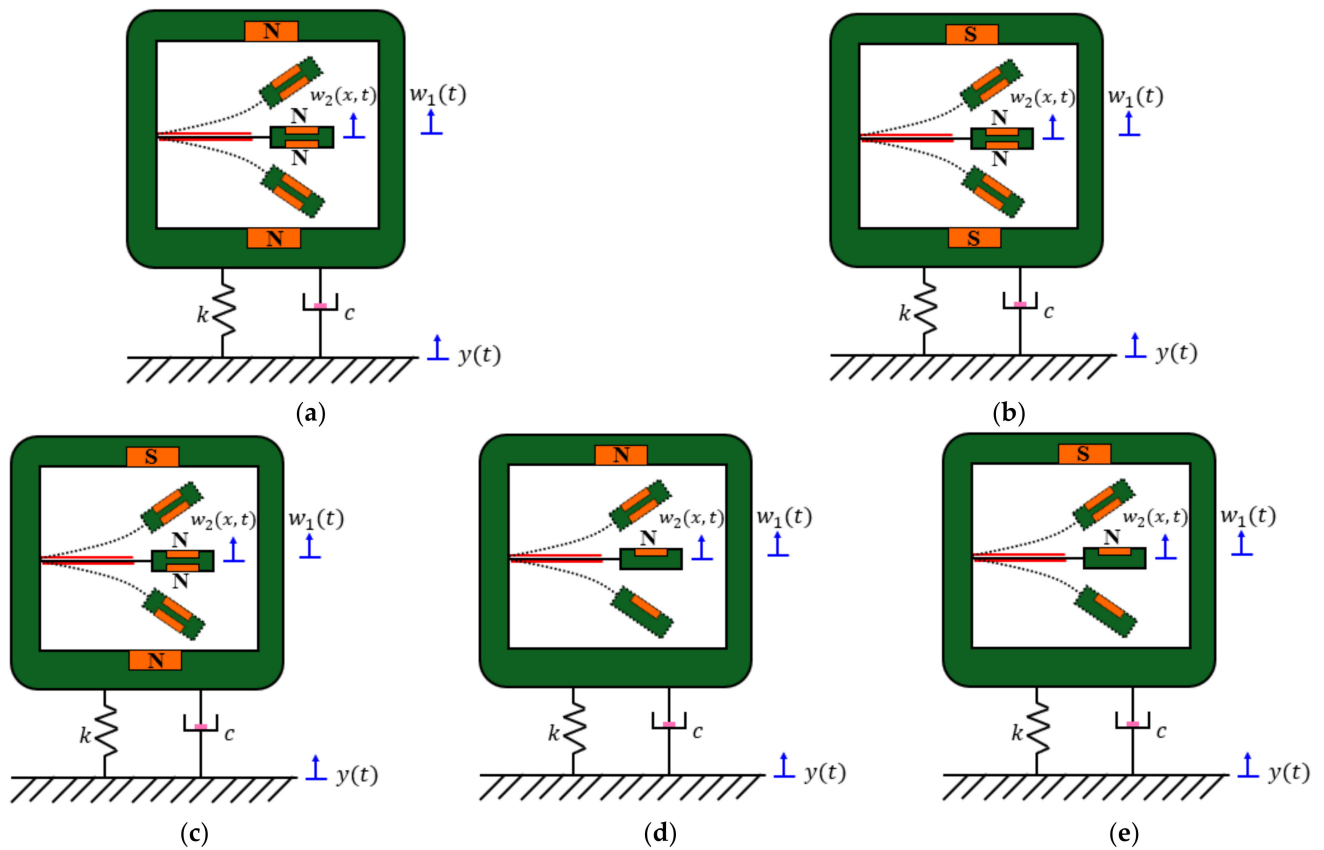 N
w₂(x, t)
w₁(t)
N
N
N
k
c
y(t)
(a)
S
w₂(x, t)
w₁(t)
N
N
S
k
c
y(t)
(b)
S
w₂(x, t)
w₁(t)
N
N
N
k
c
y(t)
(c)
N
w₂(x, t)
w₁(t)
N
k
c
y(t)
(d)
S
w₂(x, t)
w₁(t)
N
k
c
y(t)
(e)